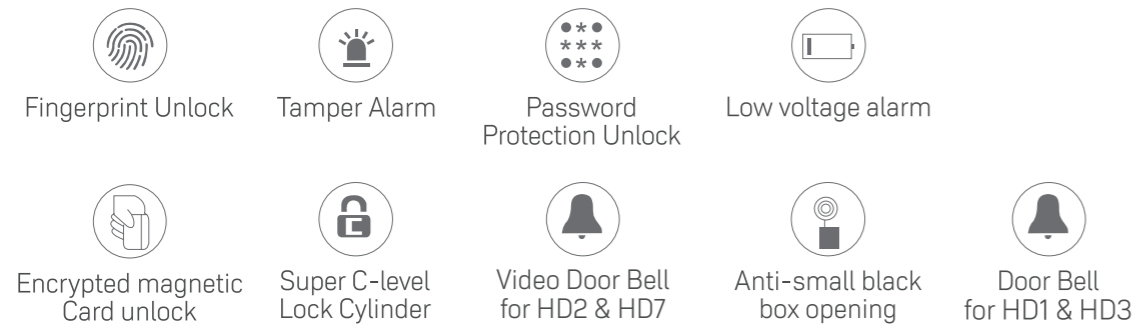 Fingerprint Unlock
Tamper Alarm
Password
Protection Unlock
Low voltage alarm
Encrypted magnetic
Card unlock
Super C-level
Lock Cylinder
Video Door Bell
for HD2 & HD7
Anti-small black
box opening
Door Bell
for HD1 & HD3